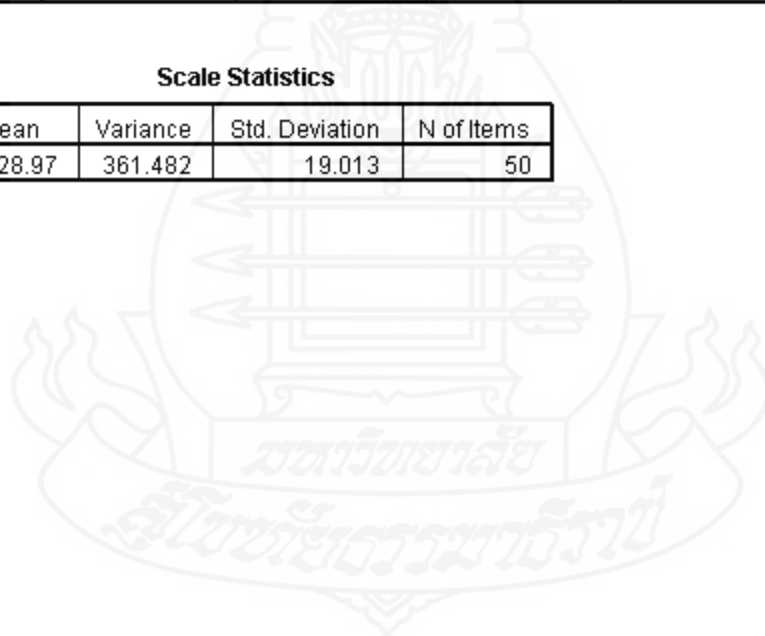 Scale Statistics
ean Variance Std. Deviation N of Items
28.97 361.482 19.013 50
มหาวิทยาลัย
สุโขทัยธรรมาธิราช